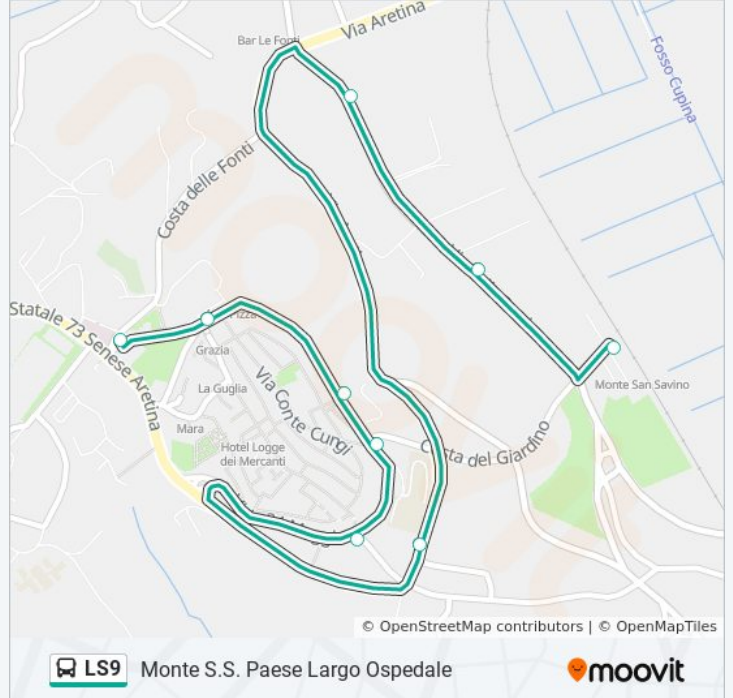 Via Aretina
Bar Le Fonti
Fosso Cupina
Costa delle Fonti
Statale 73 Senese Aretina
Grazia
La Guglia
Via Conte Curgi
Mara
Hotel Logge
dei Mercanti
Costa del Giardino
Monte San Savino
© OpenStreetMap contributors | © OpenMapTiles
LS9 Monte S.S. Paese Largo Ospedale
moovit